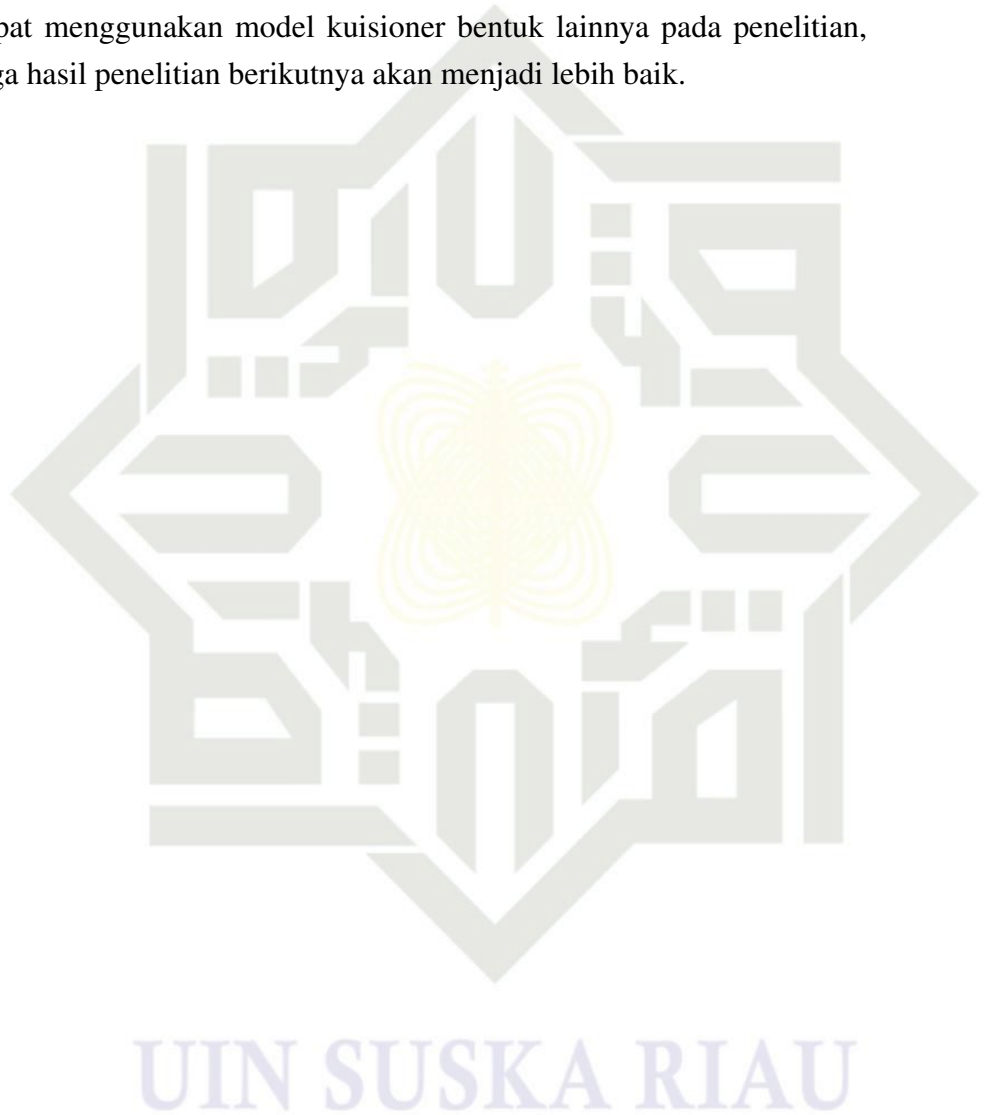 pat menggunakan model kuisioner bentuk lainnya pada penelitian,
ga hasil penelitian berikutnya akan menjadi lebih baik.
UIN SUSKA RIAU